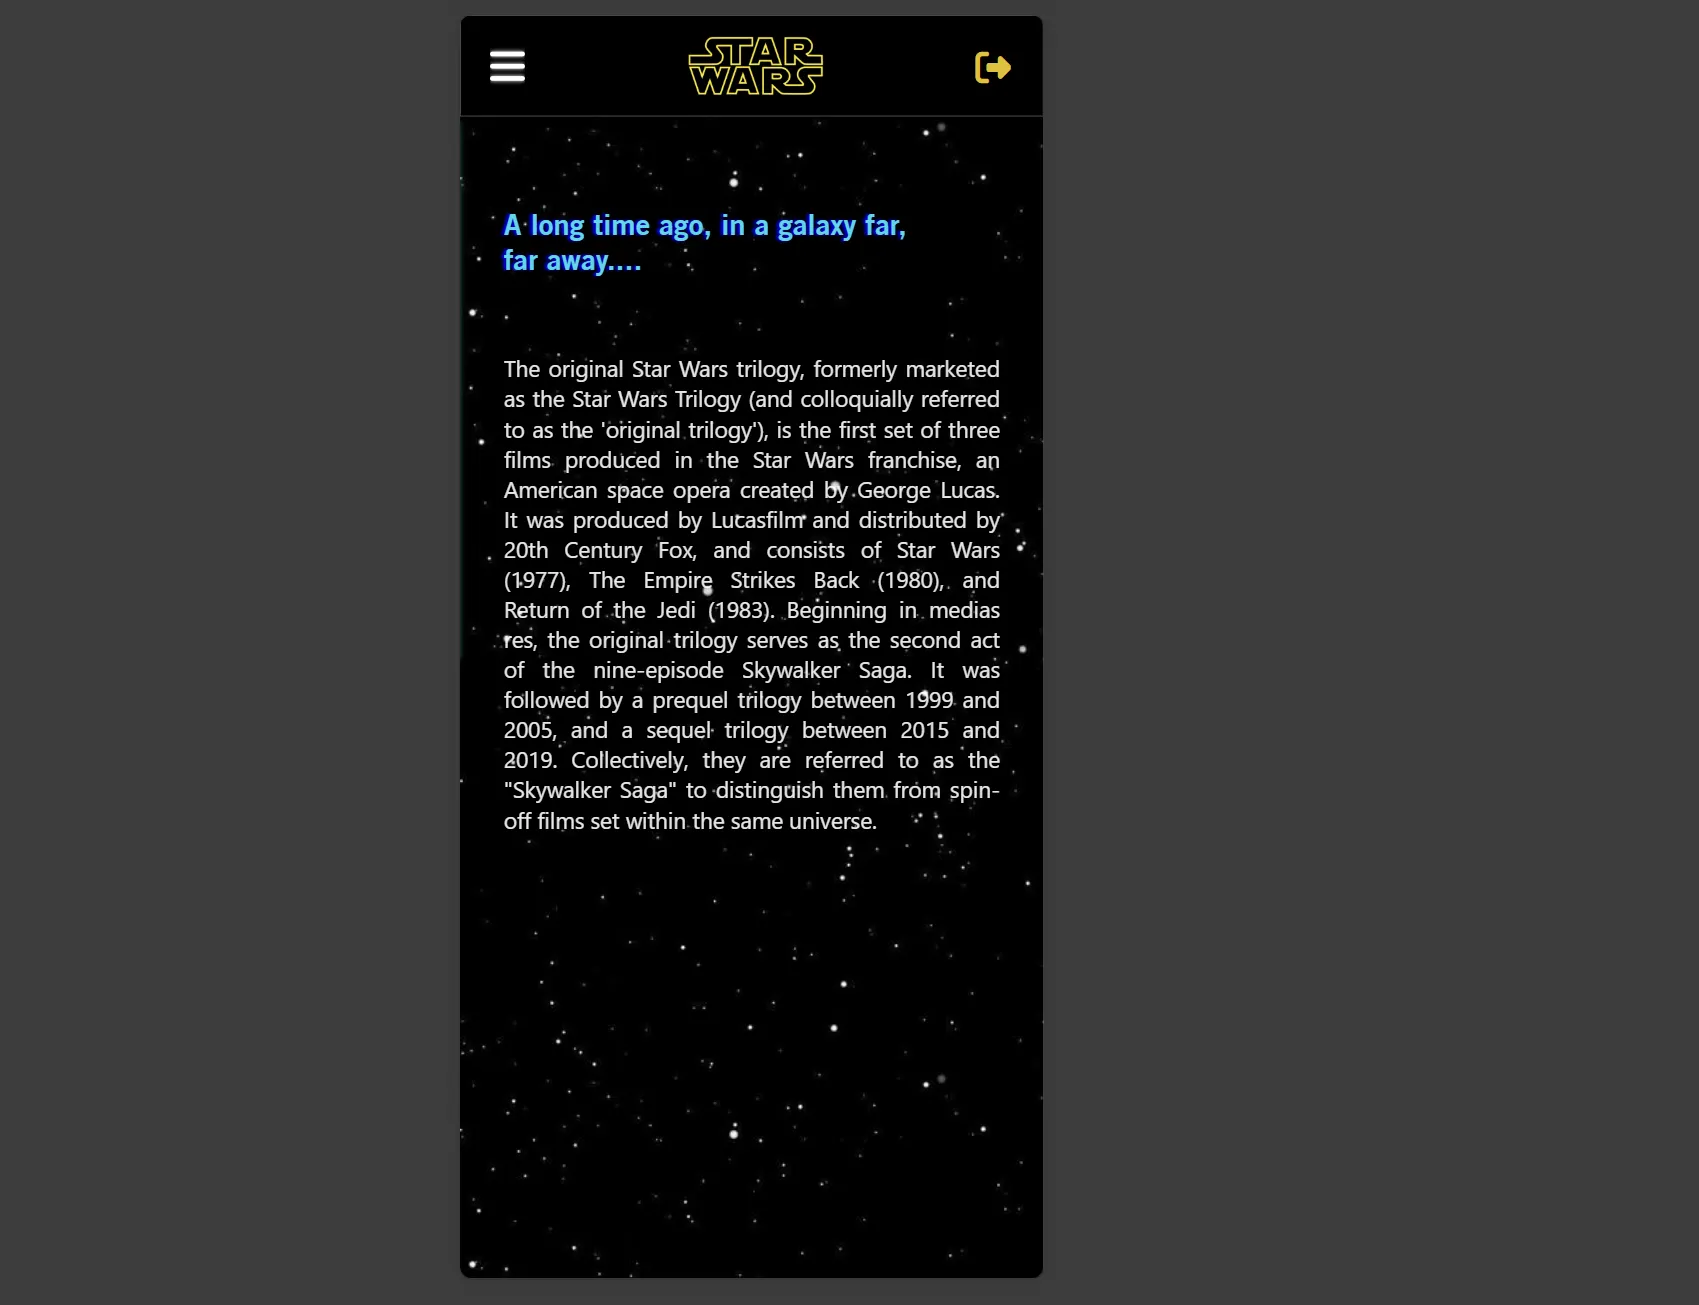 STAR
WARS
A long time ago, in a galaxy far,
far away....
The original Star Wars trilogy, formerly marketed
as the Star Wars Trilogy (and colloquially referred
to as the 'original trilogy'), is the first set of three
films produced in the Star Wars franchise, an
American space opera created by George Lucas.
It was produced by Lucasfilm and distributed by
20th Century Fox, and consists of Star Wars
(1977), The Empire Strikes Back (1980), and
Return of the Jedi (1983). Beginning in medias
res, the original trilogy serves as the second act
of the nine-episode Skywalker Saga. It was
followed by a prequel trilogy between 1999 and
2005, and a sequel trilogy between 2015 and
2019. Collectively, they are referred to as the
"Skywalker Saga" to distinguish them from spin-
off films set within the same universe.